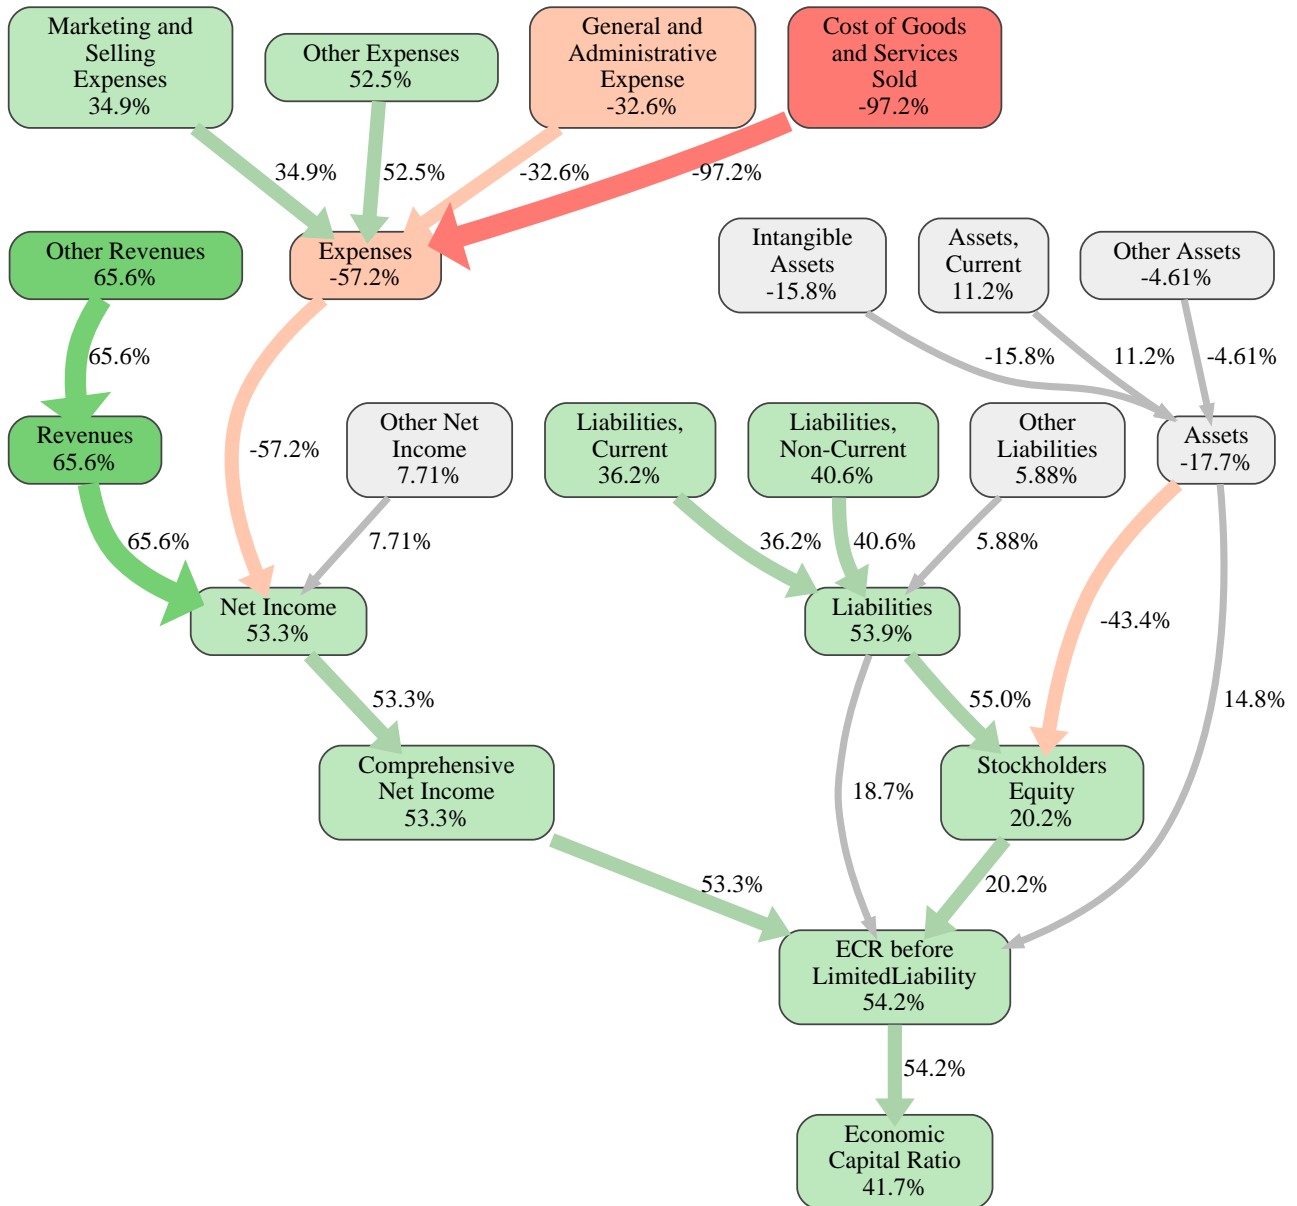 Marketing and
Selling
Expenses
34.9%
Other Expenses
52.5%
General and
Administrative
Expense
-32.6%
Cost of Goods
and Services
Sold
-97.2%
34.9%
52.5%
-32.6%
-97.2%
Other Revenues
65.6%
Expenses
-57.2%
Intangible
Assets
-15.8%
Assets,
Current
11.2%
Other Assets
-4.61%
65.6%
-15.8%
11.2%
-4.61%
Revenues
65.6%
-57.2%
Other Net
Income
7.71%
Liabilities,
Current
36.2%
Liabilities,
Non-Current
40.6%
Other
Liabilities
5.88%
Assets
-17.7%
65.6%
7.71%
36.2%
40.6%
5.88%
Net Income
53.3%
Liabilities
53.9%
-43.4%
53.3%
55.0%
14.8%
Comprehensive
Net Income
53.3%
18.7%
Stockholders
Equity
20.2%
53.3%
20.2%
ECR before
LimitedLiability
54.2%
54.2%
Economic
Capital Ratio
41.7%